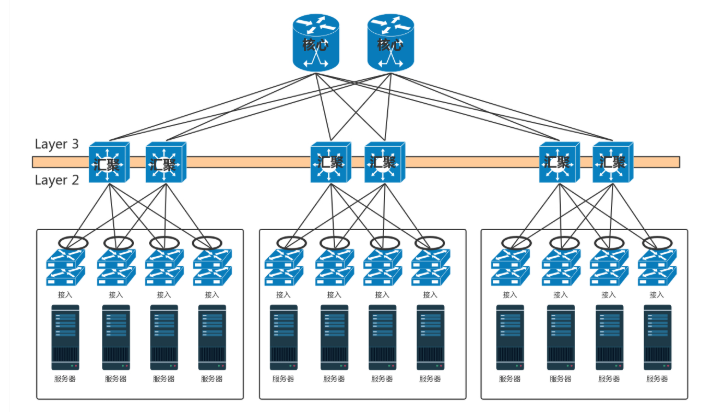 核心 核心
Layer 3
汇聚 汇聚 汇聚 汇聚 汇聚 汇聚
Layer 2
接入 接入 接入 接入 接入 接入 接入 接入 接入 接入 接入 接入
服务器 服务器 服务器 服务器 服务器 服务器 服务器 服务器 服务器 服务器 服务器 服务器